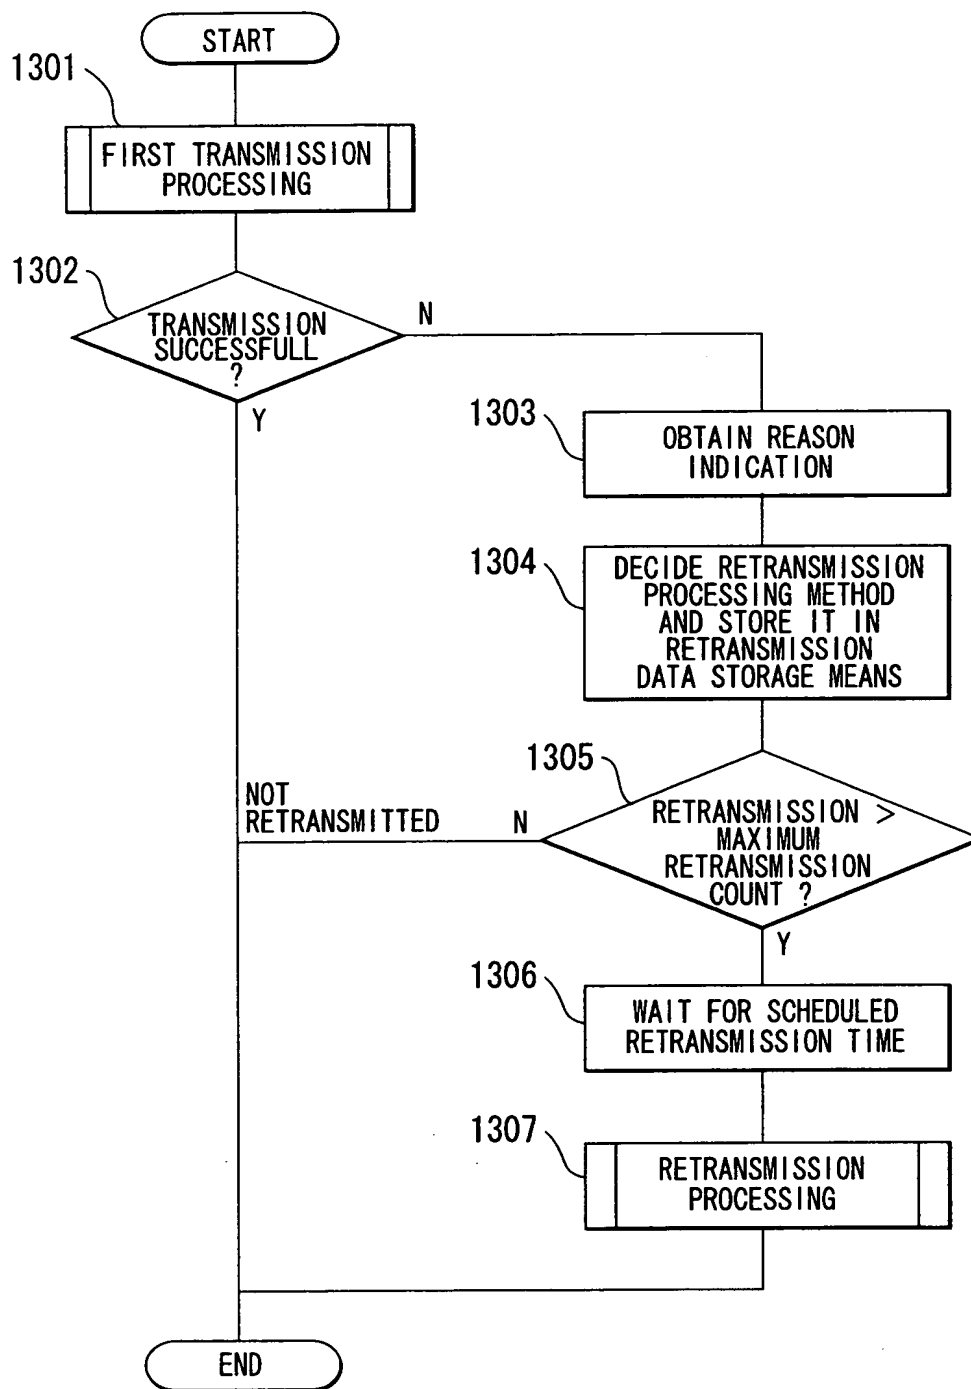 START
1301
FIRST TRANSMISSION
PROCESSING
1302
TRANSMISSION
SUCCESSFULL
?
N
Y
1303
OBTAIN REASON
INDICATION
1304
DECIDE RETRANSMISSION
PROCESSING METHOD
AND STORE IT IN
RETRANSMISSION
DATA STORAGE MEANS
1305
RETRANSMISSION >
MAXIMUM
RETRANSMISSION
COUNT ?
NOT
RETRANSMITTED
N
Y
1306
WAIT FOR SCHEDULED
RETRANSMISSION TIME
1307
RETRANSMISSION
PROCESSING
END